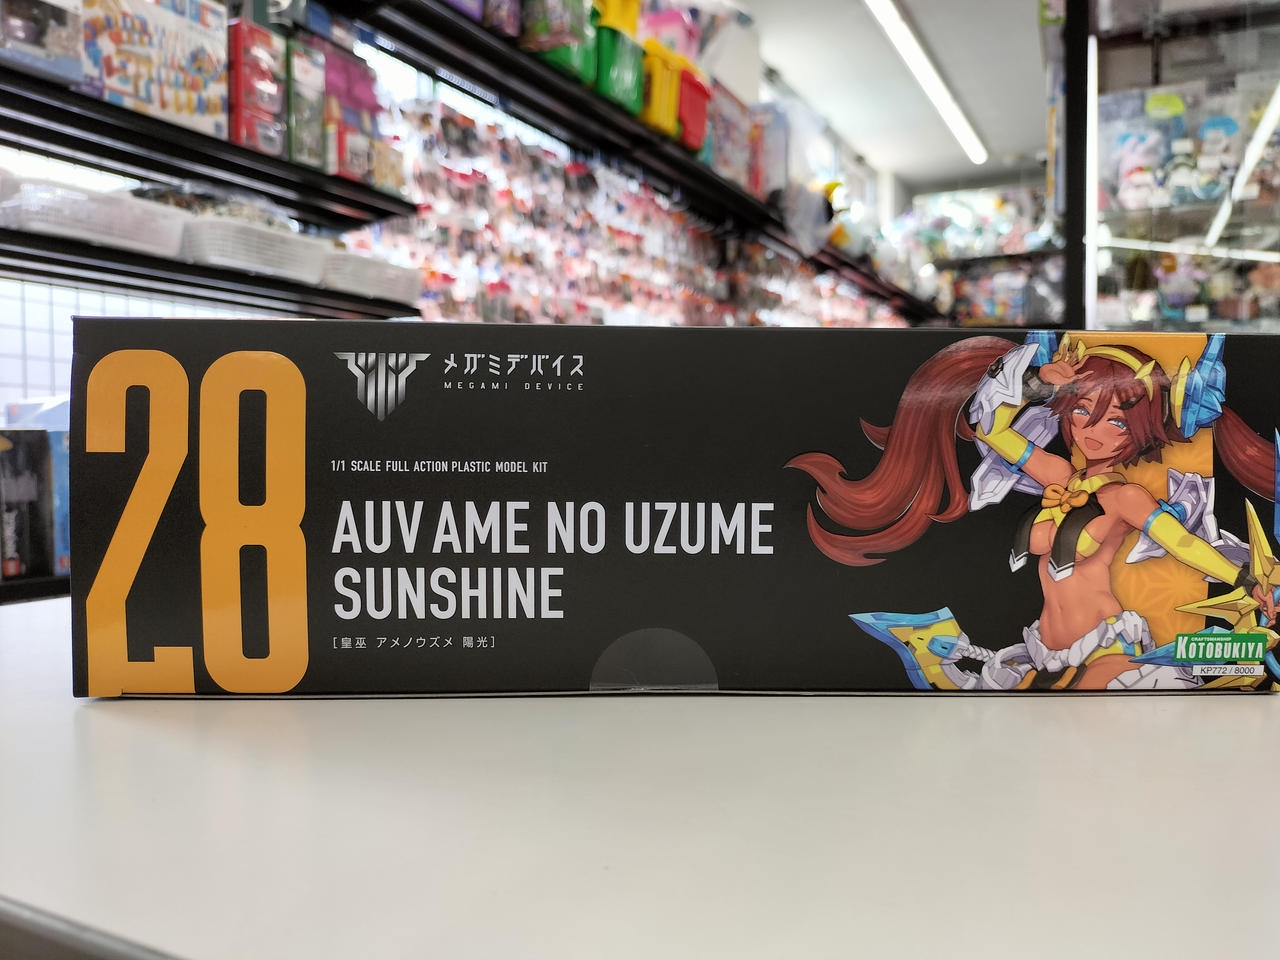 28
メガミデバイス
MEGAMI DEVICE
1/1 SCALE FULL ACTION PLASTIC MODEL KIT
AUV AME NO UZUME
SUNSHINE
[皇巫 アメノウズメ 陽光]
CRAFTSMANSHIP
KOTOBUKIYA
KP772 / 8000